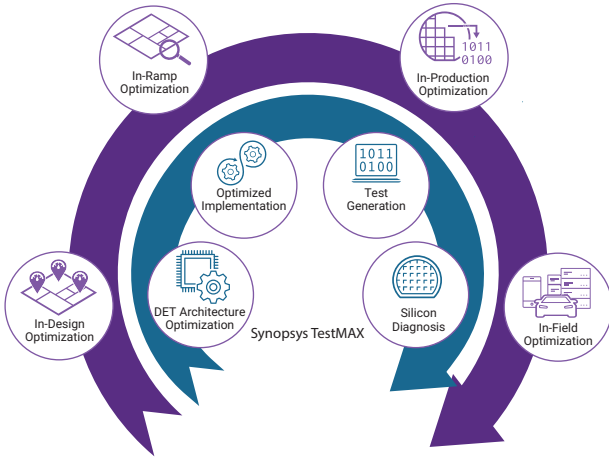 In-Ramp
Optimization
1011
0100
In-Production
Optimization
Optimized
Implementation
1011
0100
Test
Generation
In-Design
Optimization
DET Architecture
Optimization
Synopsys TestMAX
Silicon
Diagnosis
In-Field
Optimization